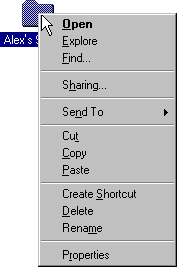 Alex's
Open
Explore
Find...
Sharing...
Send To
Cut
Copy
Paste
Create Shortcut
Delete
Rename
Properties